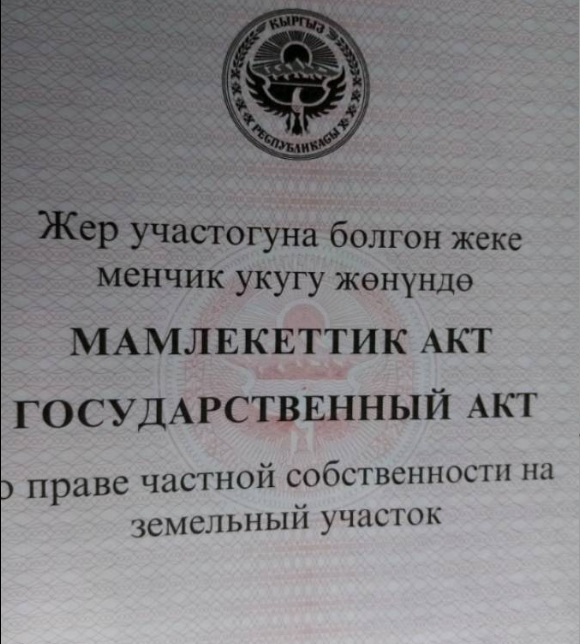 КЫРГЫЗ
РЕСПУБЛИКАСЫ
Жер участогуна болгон жеке
менчик укугу жөнүндө
МАМЛЕКЕТТИК АКТ
ГОСУДАРСТВЕННЫЙ АКТ
о праве частной собственности на
земельный участок